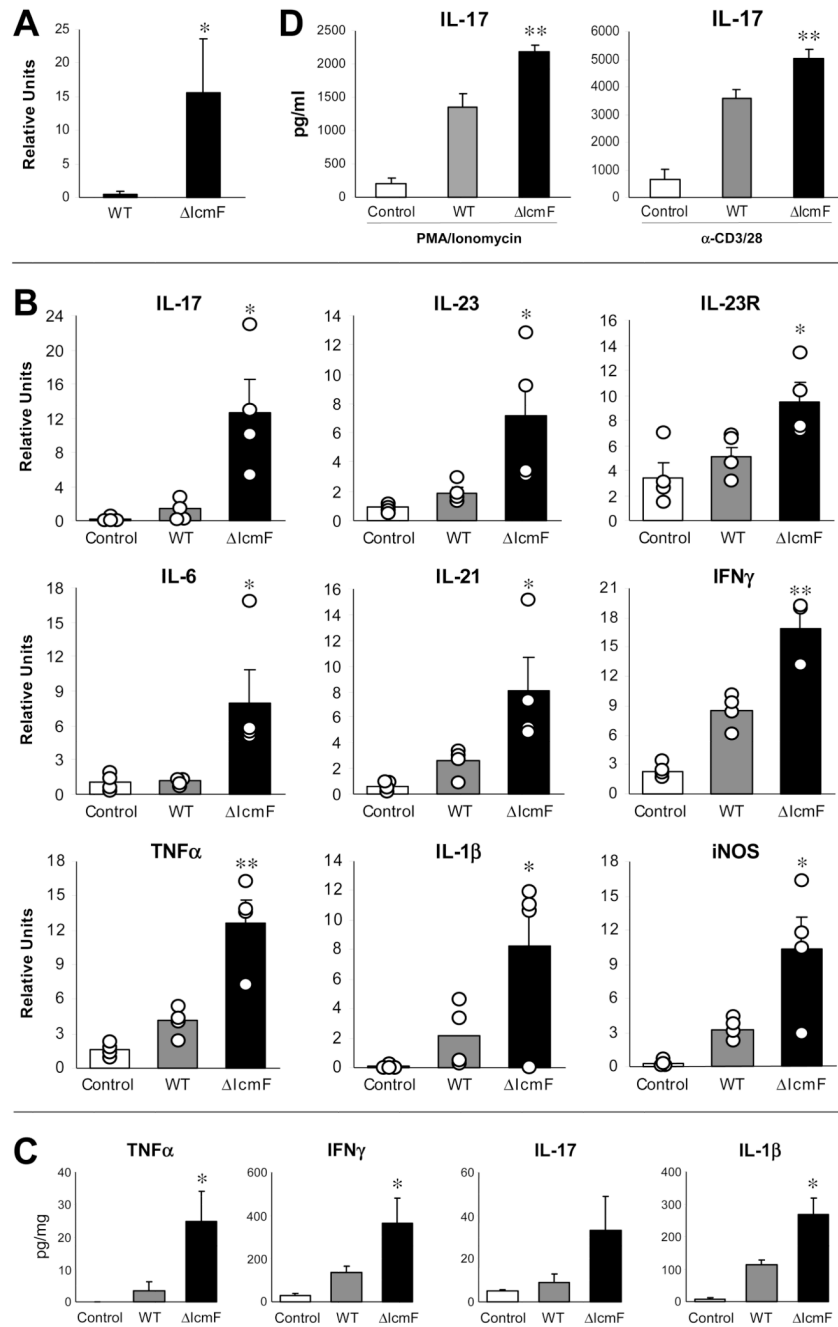 A
Relative Units
25
20
15
10
5
0
*
WT
ΔIcmF
D
IL-17
pg/ml
2500
2000
1500
1000
500
0
**
Control
WT
ΔIcmF
PMA/Ionomycin
IL-17
6000
5000
4000
3000
2000
1000
0
**
Control
WT
ΔIcmF
α-CD3/28
B
IL-17
Relative Units
24
20
16
12
8
4
0
*
Control
WT
ΔIcmF
IL-23
14
12
10
8
6
4
2
0
*
Control
WT
ΔIcmF
IL-23R
16
14
12
10
8
6
4
2
0
*
Control
WT
ΔIcmF
IL-6
Relative Units
18
15
12
9
6
3
0
*
Control
WT
ΔIcmF
IL-21
16
14
12
10
8
6
4
2
0
*
Control
WT
ΔIcmF
IFNγ
21
18
15
12
9
6
3
0
**
Control
WT
ΔIcmF
TNFα
Relative Units
18
15
12
9
6
3
0
**
Control
WT
ΔIcmF
IL-1β
14
12
10
8
6
4
2
0
*
Control
WT
ΔIcmF
iNOS
18
15
12
9
6
3
0
*
Control
WT
ΔIcmF
C
TNFα
pg/mg
40
30
20
10
0
*
Control
WT
ΔIcmF
IFNγ
600
400
200
0
*
Control
WT
ΔIcmF
IL-17
60
40
20
0
Control
WT
ΔIcmF
IL-1β
400
300
200
100
0
*
Control
WT
ΔIcmF